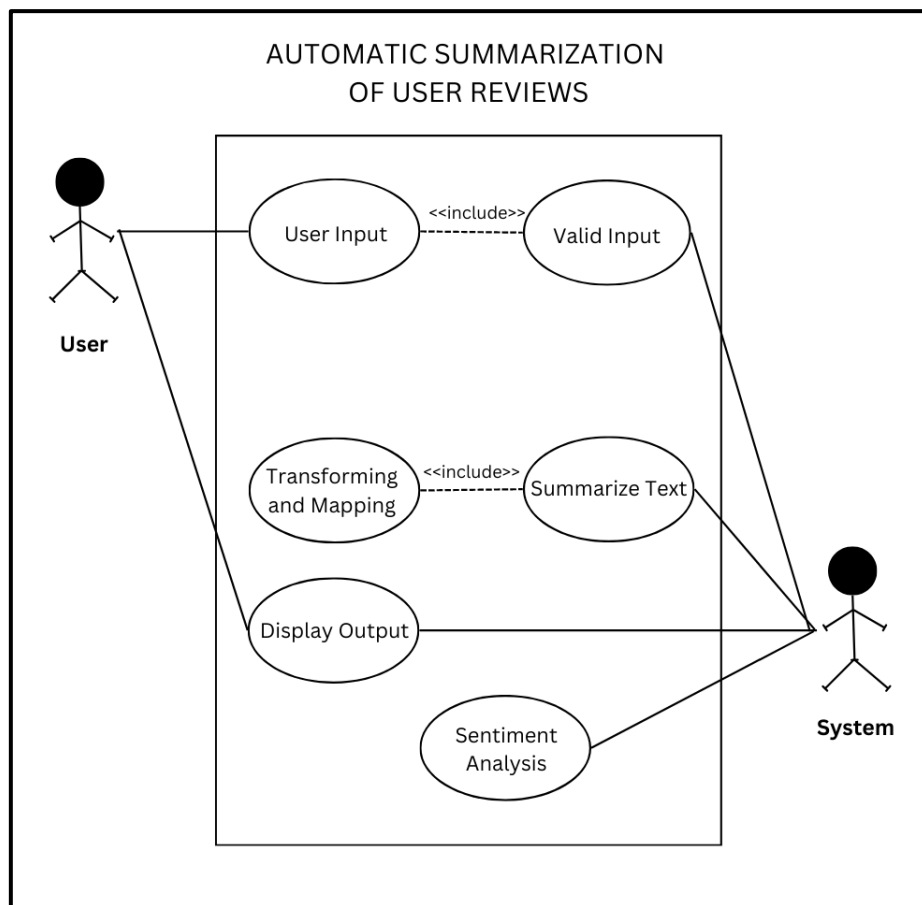 AUTOMATIC SUMMARIZATION
OF USER REVIEWS
User Input
<<include>>
Valid Input
User
Transforming
and Mapping
<<include>>
Summarize Text
Display Output
System
Sentiment
Analysis